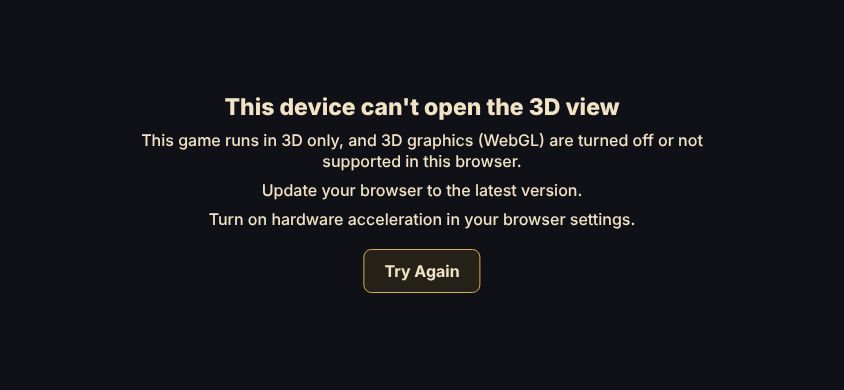 This device can't open the 3D view
This game runs in 3D only, and 3D graphics (WebGL) are turned off or not
supported in this browser.
Update your browser to the latest version.
Turn on hardware acceleration in your browser settings.
Try Again